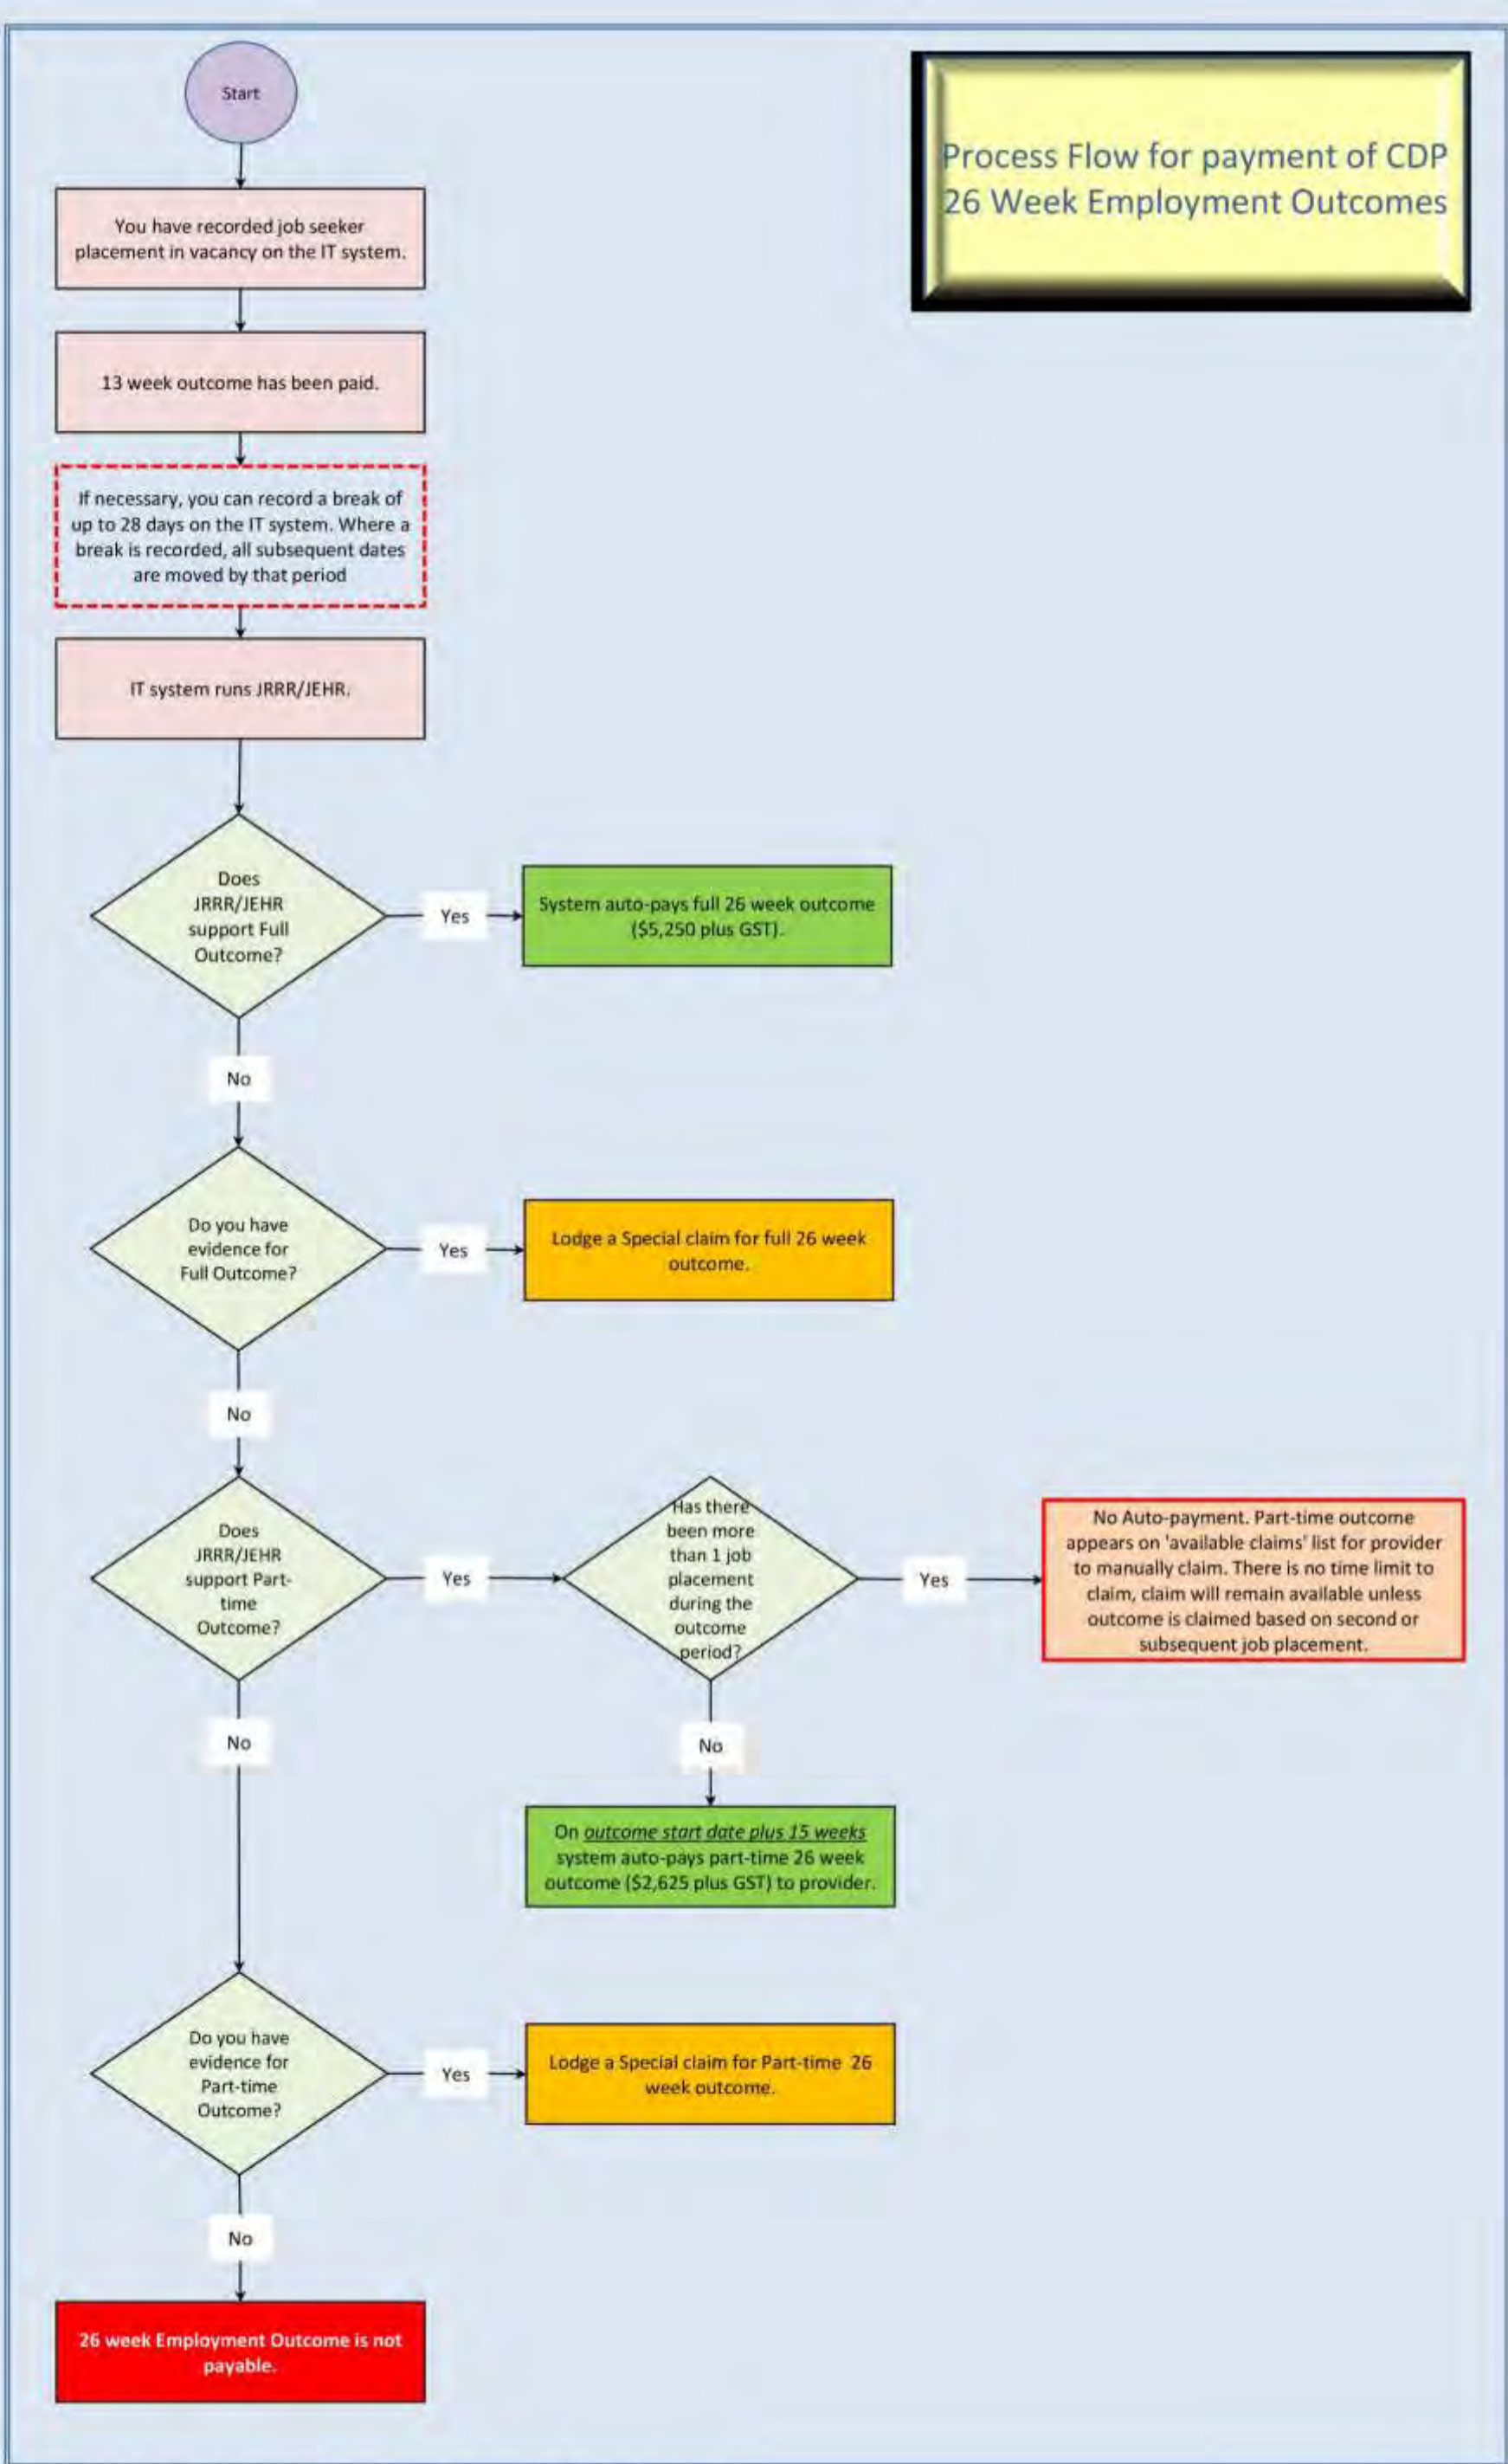 Start
Process Flow for payment of CDP
26 Week Employment Outcomes
You have recorded job seeker
placement in vacancy on the IT system.
13 week outcome has been paid.
If necessary, you can record a break of
up to 28 days on the IT system. Where a
break is recorded, all subsequent dates
are moved by that period
IT system runs JRRR/JEHR.
Does
JRRR/JEHR
support Full
Outcome?
Yes
System auto-pays full 26 week outcome
($5,250 plus GST).
No
Do you have
evidence for
Full Outcome?
Yes
Lodge a Special claim for full 26 week
outcome.
No
Does
JRRR/JEHR
support Part-
time
Outcome?
Yes
Has there
been more
than 1 job
placement
during the
outcome
period?
Yes
No Auto-payment. Part-time outcome
appears on 'available claims' list for provider
to manually claim. There is no time limit to
claim, claim will remain available unless
outcome is claimed based on second or
subsequent job placement.
No
No
On outcome start date plus 15 weeks
system auto-pays part-time 26 week
outcome ($2,625 plus GST) to provider.
Do you have
evidence for
Part-time
Outcome?
Yes
Lodge a Special claim for Part-time 26
week outcome.
No
26 week Employment Outcome is not
payable.